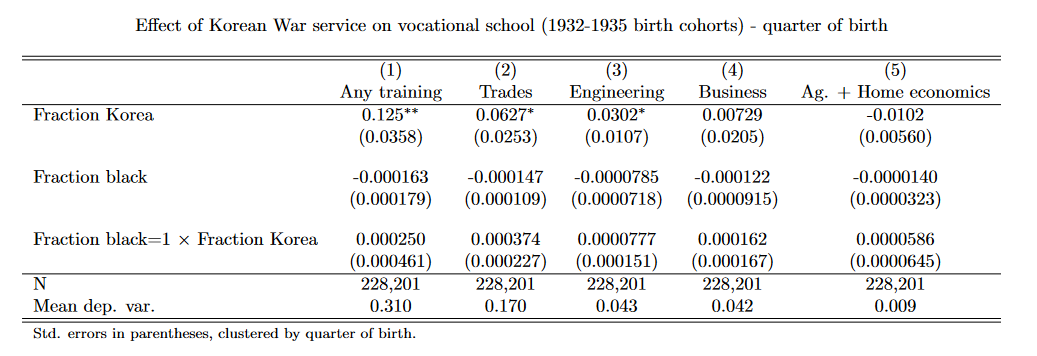 Effect of Korean War service on vocational school (1932-1935 birth cohorts) - quarter of birth
(1) (2) (3) (4) (5)
Any training Trades Engineering Business Ag. + Home economics
Fraction Korea 0.125** 0.0627* 0.0302* 0.00729 -0.0102
(0.0358) (0.0253) (0.0107) (0.0205) (0.00560)
Fraction black -0.000163 -0.000147 -0.0000785 -0.000122 -0.0000140
(0.000179) (0.000109) (0.0000718) (0.0000915) (0.0000323)
Fraction black=1 × Fraction Korea 0.000250 0.000374 0.0000777 0.000162 0.0000586
(0.000461) (0.000227) (0.000151) (0.000167) (0.0000645)
N 228,201 228,201 228,201 228,201 228,201
Mean dep. var. 0.310 0.170 0.043 0.042 0.009
Std. errors in parentheses, clustered by quarter of birth.